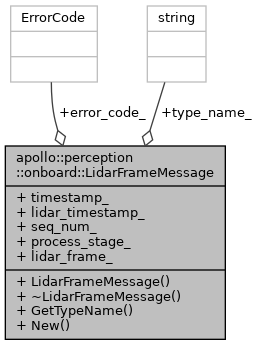 ErrorCode
string
+error_code_
+type_name_
apollo::perception
::onboard::LidarFrameMessage
+ timestamp_
+ lidar_timestamp_
+ seq_num_
+ process_stage_
+ lidar_frame_
+ LidarFrameMessage()
+ ~LidarFrameMessage()
+ GetTypeName()
+ New()